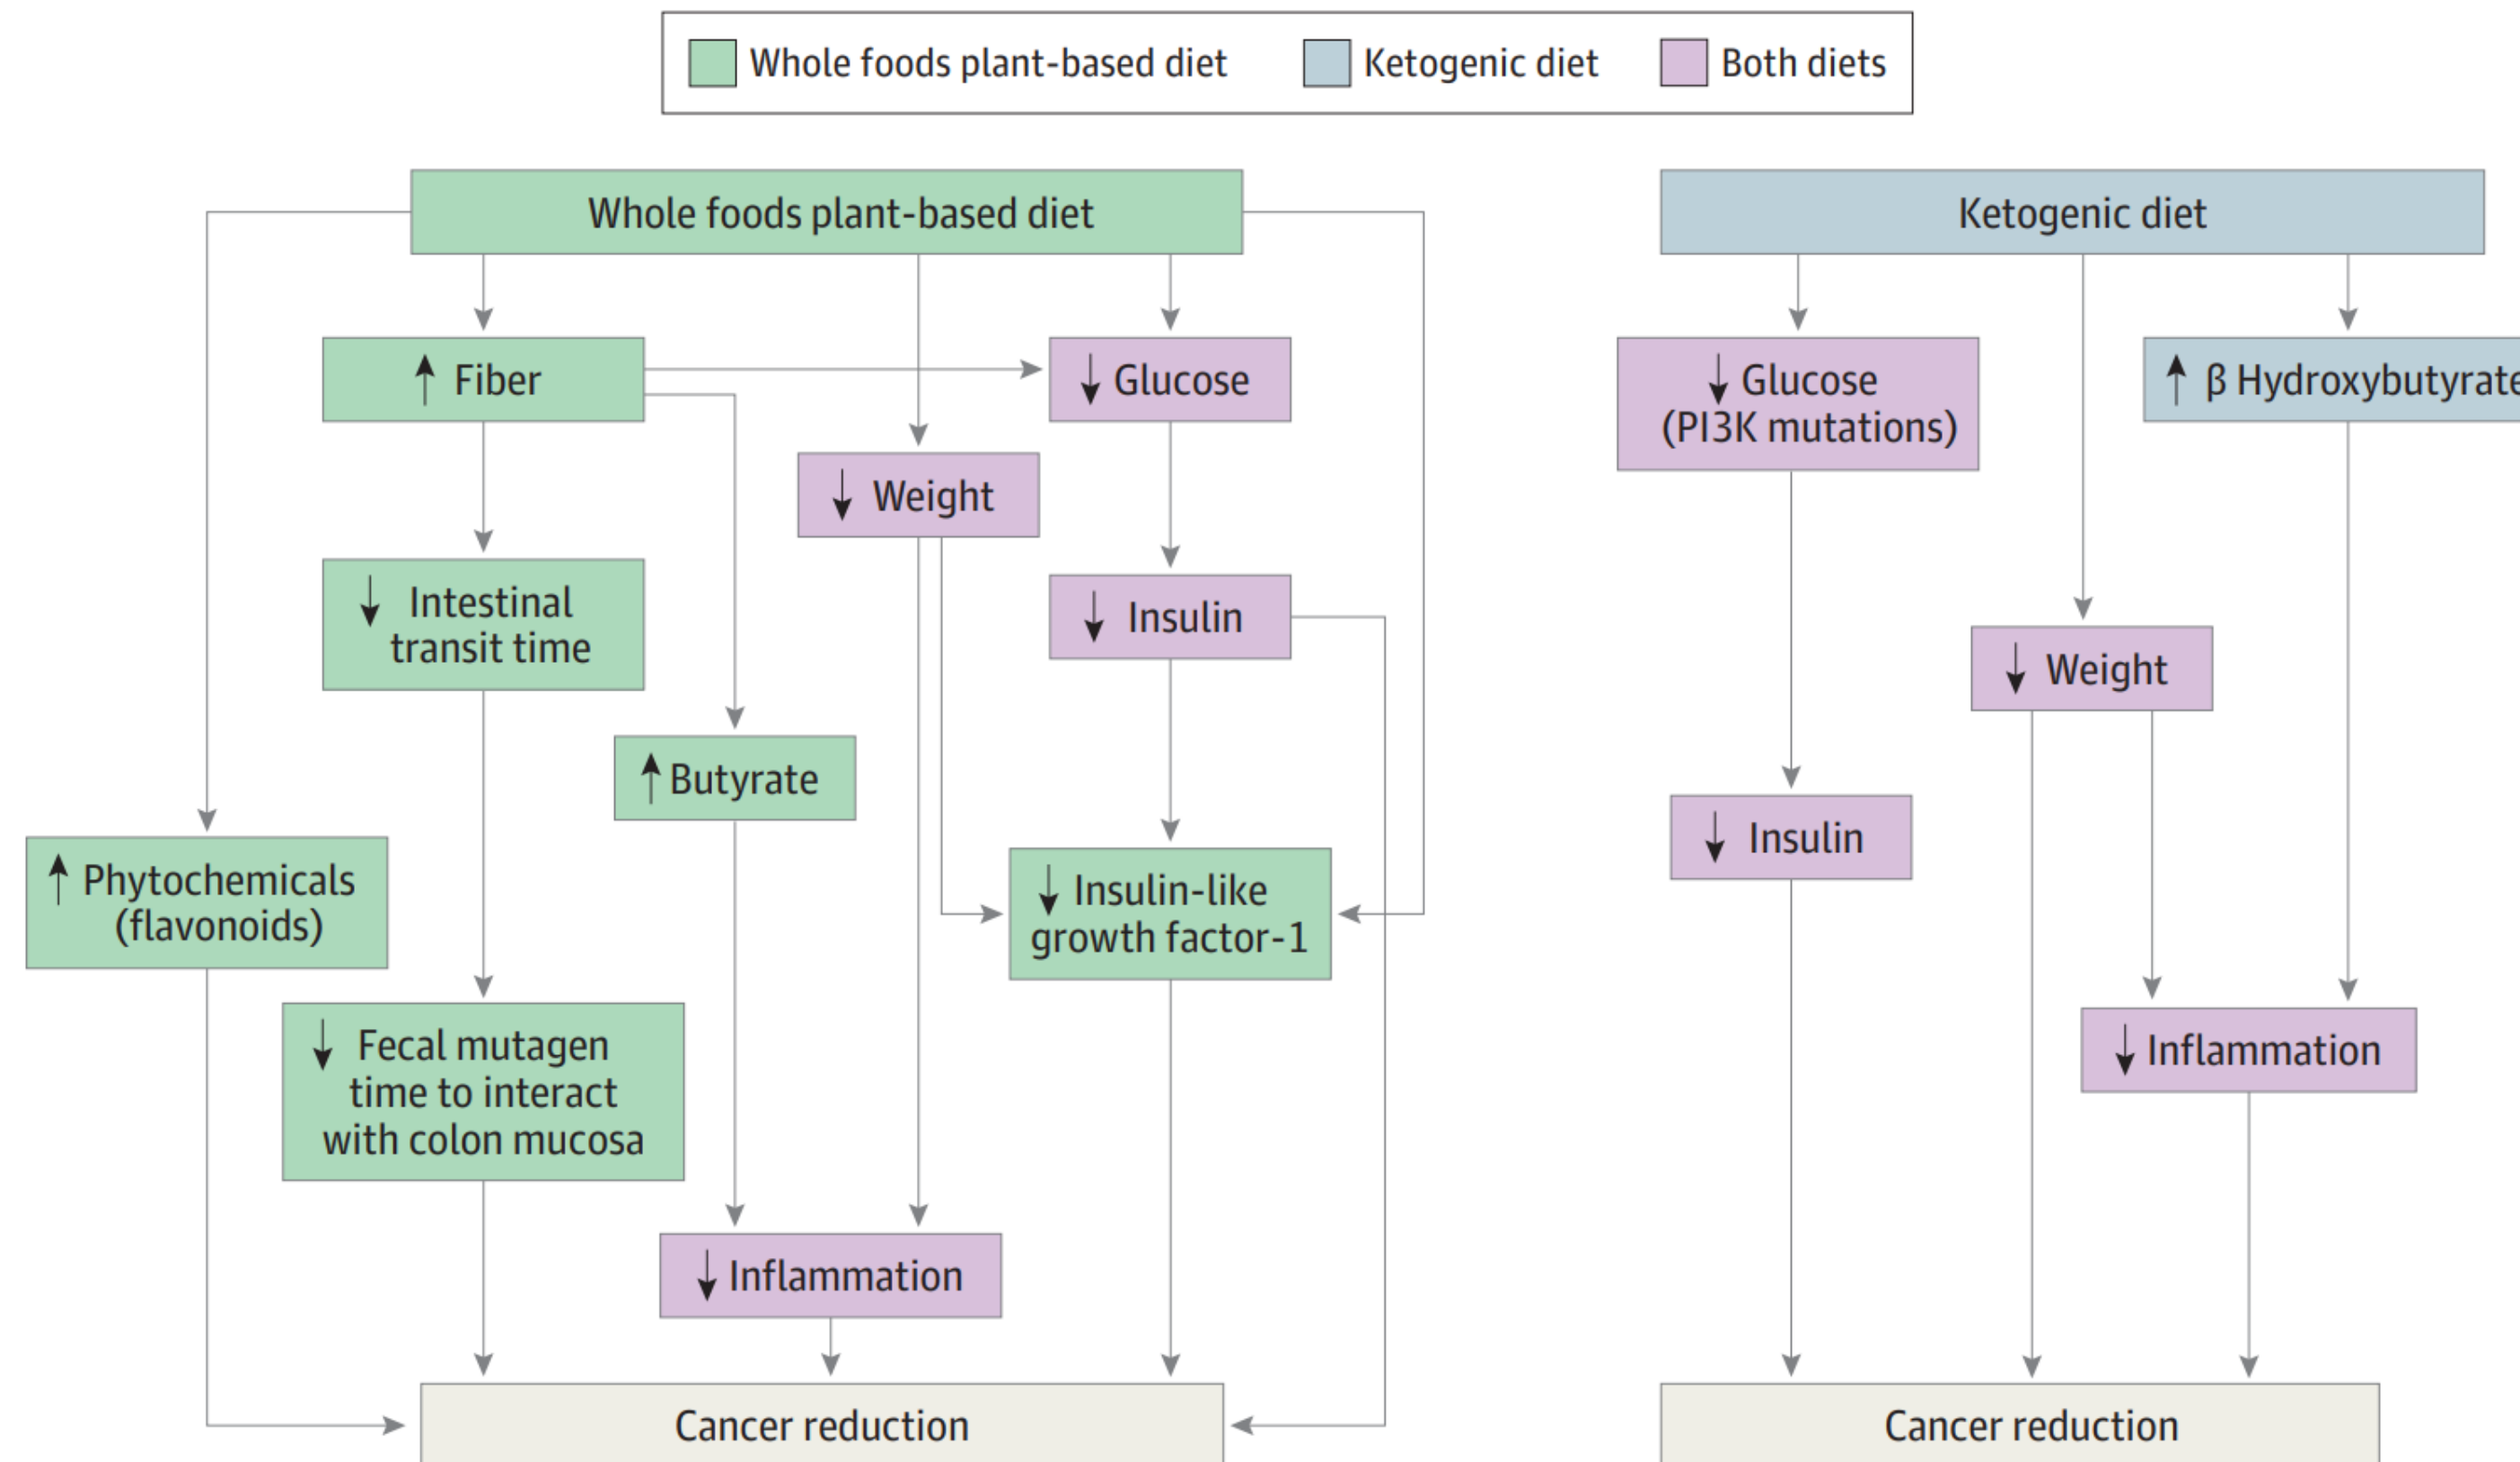 Whole foods plant-based diet
Ketogenic diet
Both diets
Whole foods plant-based diet
Ketogenic diet
↑ Fiber
↓ Glucose
↓ Glucose
(PI3K mutations)
↑ β Hydroxybutyrate
↓ Weight
↓ Intestinal
transit time
↓ Insulin
↓ Weight
↑ Butyrate
↓ Insulin
↑ Phytochemicals
(flavonoids)
↓ Insulin-like
growth factor-1
↓ Fecal mutagen
time to interact
with colon mucosa
↓ Inflammation
↓ Inflammation
Cancer reduction
Cancer reduction